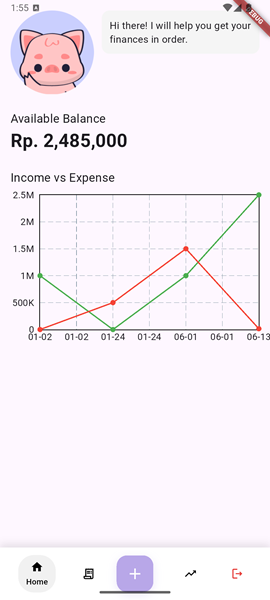 1:55
DEBUG
Hi there! I will help you get your
finances in order.
Available Balance
Rp. 2,485,000
Income vs Expense
2.5M
2M
1.5M
1M
500K
0
01-02 01-02 01-24 01-24 06-01 06-01 06-13
Home